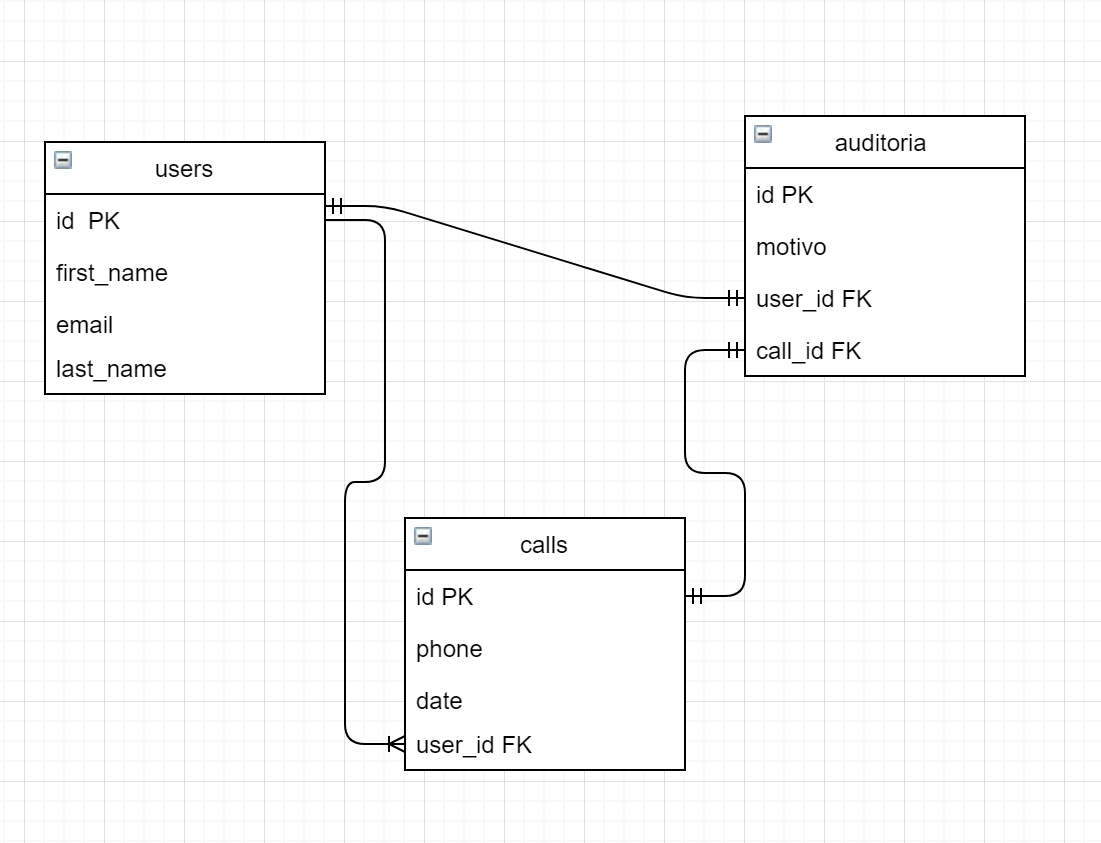 users
id  PK
first_name
email
last_name
auditoria
id PK
motivo
user_id FK
call_id FK
calls
id PK
phone
date
user_id FK